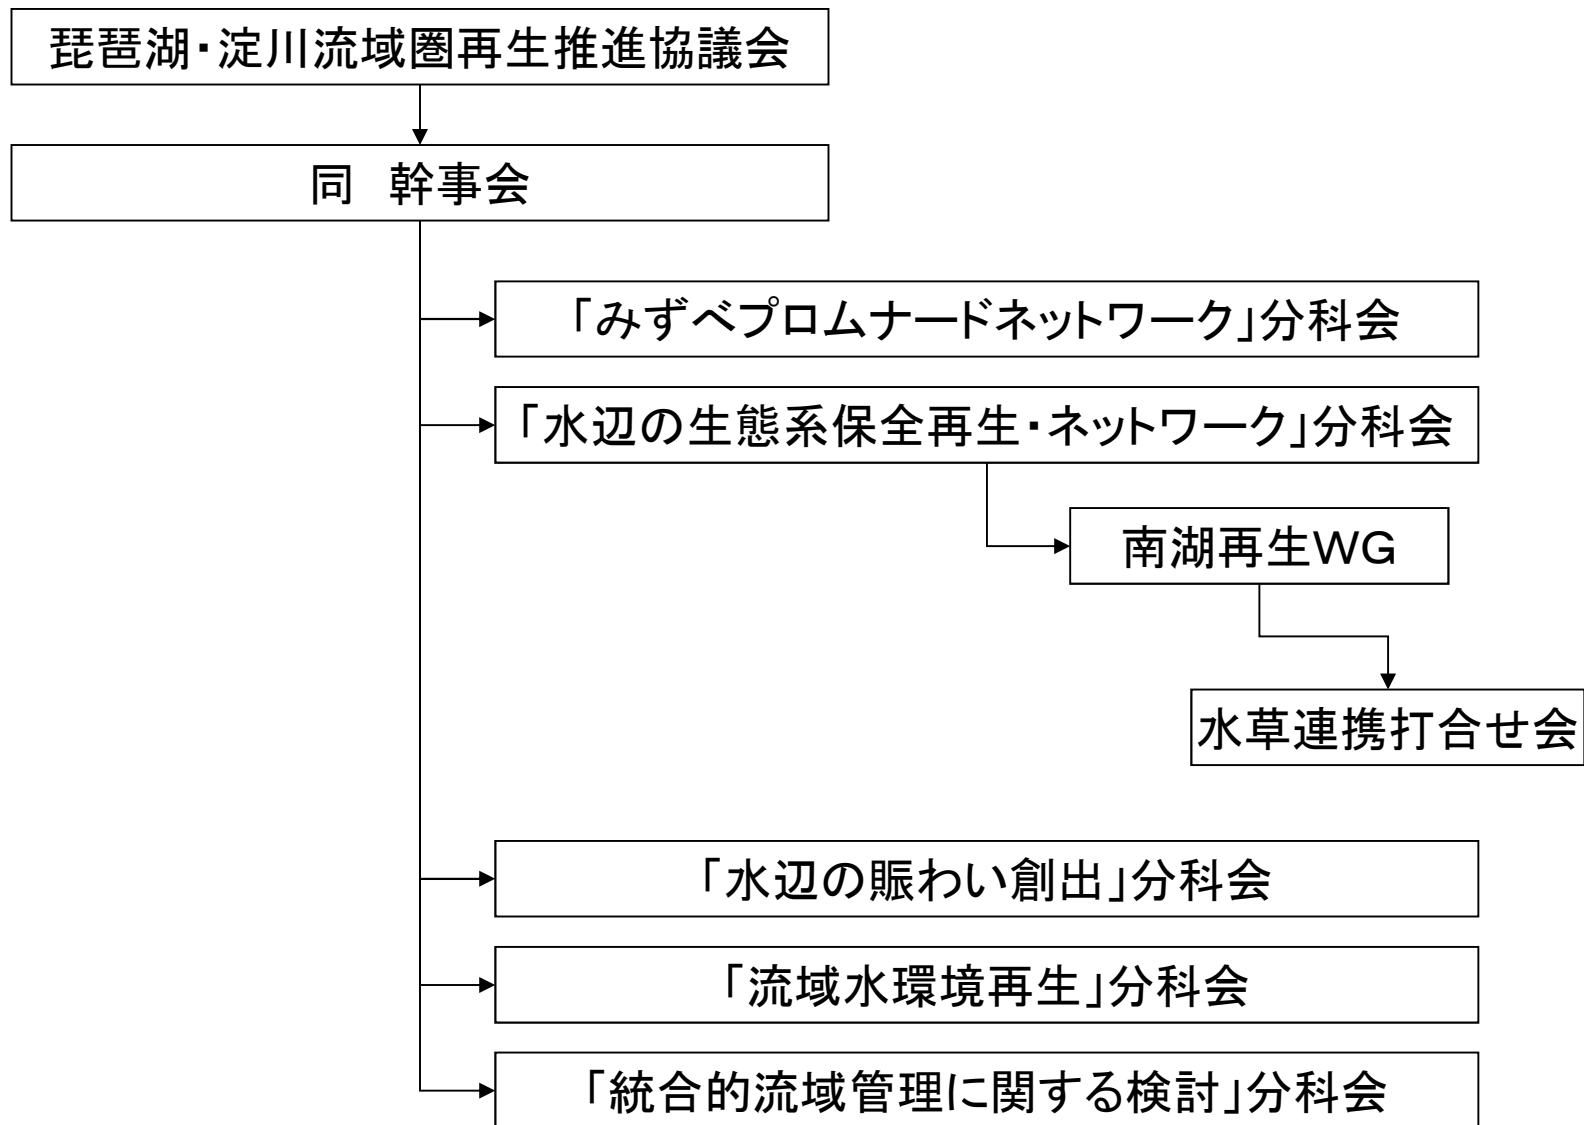 琵琶湖・淀川流域圏再生推進協議会
同　幹事会
「みずべプロムナードネットワーク」分科会
「水辺の生態系保全再生・ネットワーク」分科会
南湖再生WG
水草連携打合せ会
「水辺の賑わい創出」分科会
「流域水環境再生」分科会
「統合的流域管理に関する検討」分科会